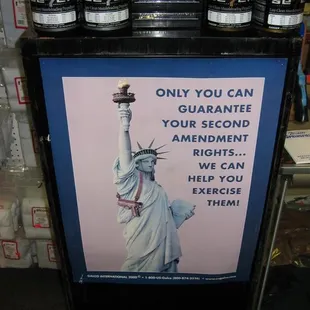 ONLY YOU CAN
GUARANTEE
YOUR SECOND
AMENDMENT
RIGHTS...
WE CAN
HELP YOU
EXERCISE
THEM!